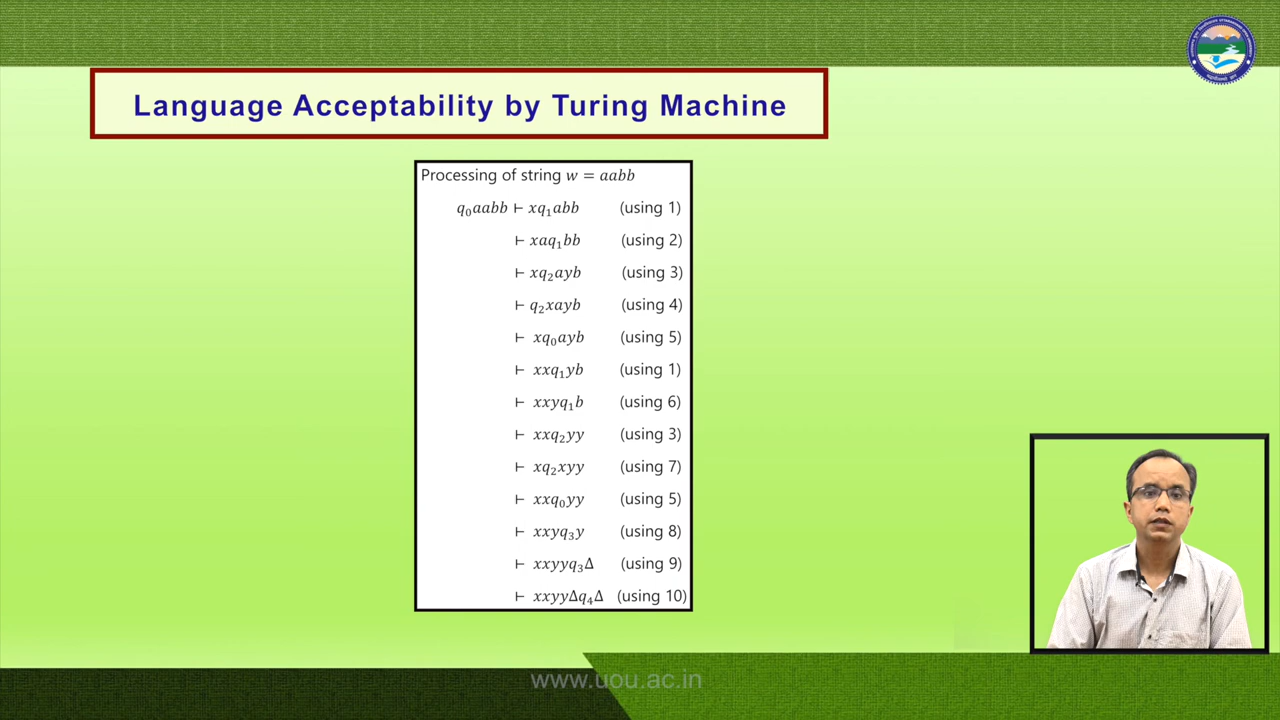 Language Acceptability by Turing Machine
Processing of string w = aabb
q₀aabb ⊢ xq₁abb (using 1)
⊢ xaq₁bb (using 2)
⊢ xq₂ayb (using 3)
⊢ q₂xayb (using 4)
⊢ xq₀ayb (using 5)
⊢ xxq₁yb (using 1)
⊢ xxyq₁b (using 6)
⊢ xxq₂yy (using 3)
⊢ xq₂xyy (using 7)
⊢ xxq₀yy (using 5)
⊢ xxyq₃y (using 8)
⊢ xxyyq₃Δ (using 9)
⊢ xxyyΔq₄Δ (using 10)
www.uou.ac.in